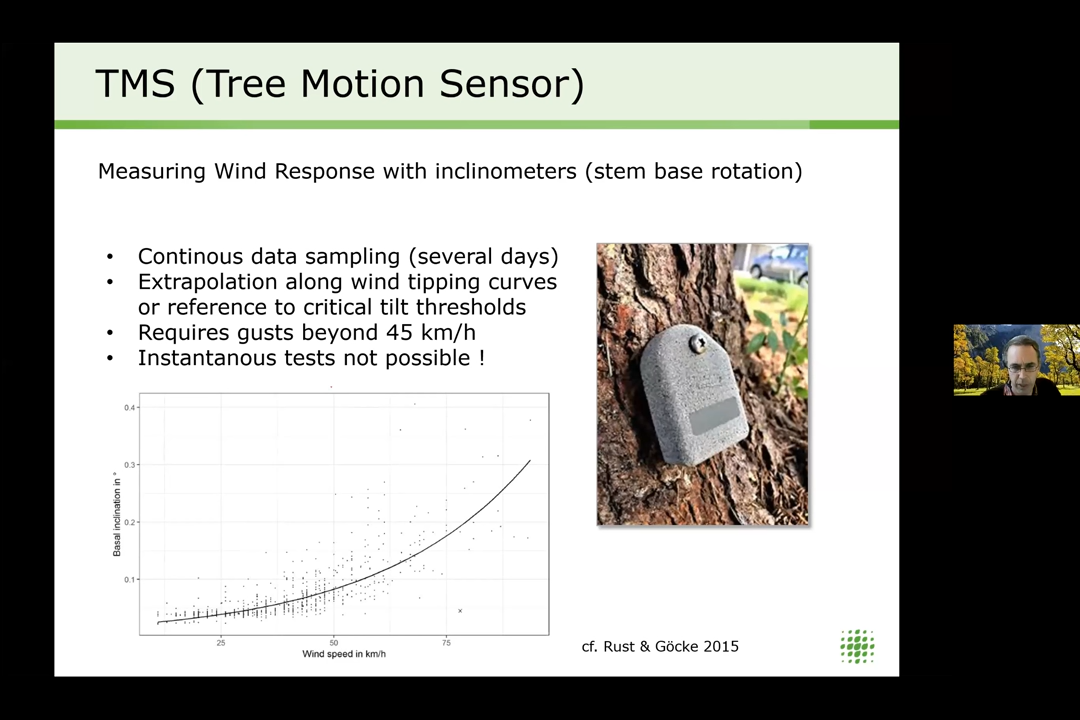 TMS (Tree Motion Sensor)
Measuring Wind Response with inclinometers (stem base rotation)
• Continous data sampling (several days)
• Extrapolation along wind tipping curves
or reference to critical tilt thresholds
• Requires gusts beyond 45 km/h
• Instantanous tests not possible !
0.4
0.3
0.2
0.1
Basal inclination in °
25 50 75
Wind speed in km/h
cf. Rust & Göcke 2015